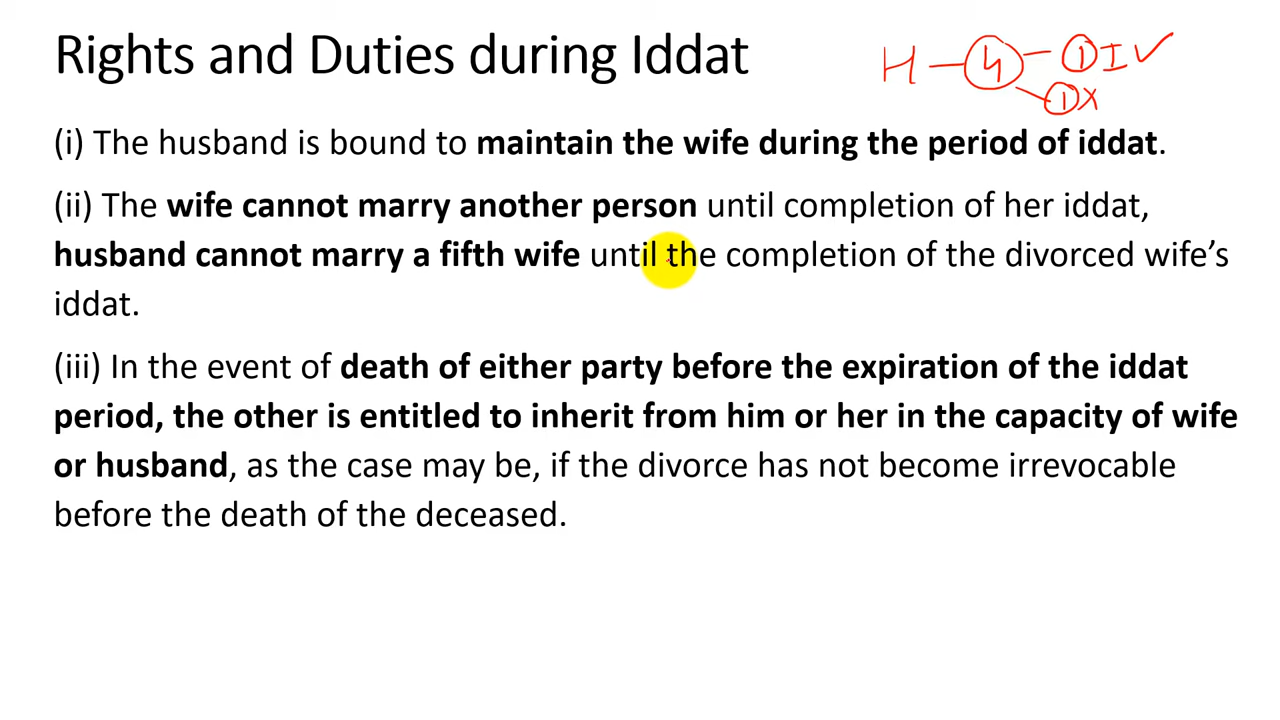 Rights and Duties during Iddat
H 4 1 DIV ✓
1 X
(i) The husband is bound to maintain the wife during the period of iddat.
(ii) The wife cannot marry another person until completion of her iddat,
husband cannot marry a fifth wife until the completion of the divorced wife’s
iddat.
(iii) In the event of death of either party before the expiration of the iddat
period, the other is entitled to inherit from him or her in the capacity of wife
or husband, as the case may be, if the divorce has not become irrevocable
before the death of the deceased.